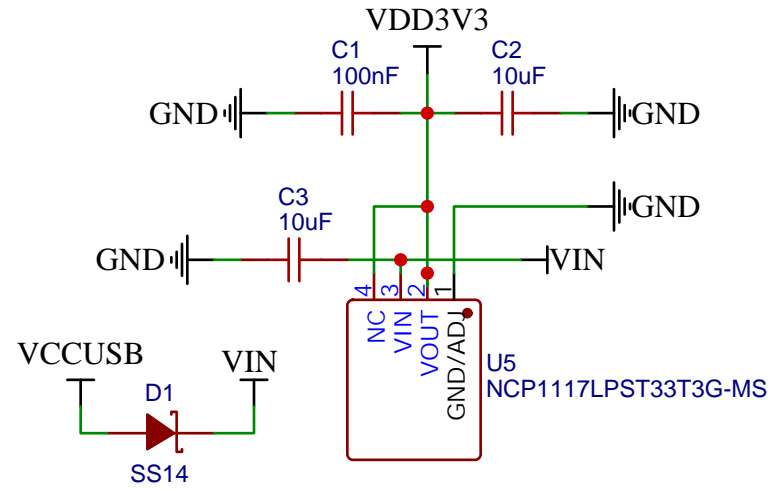 VDD3V3
C1
100nF
C2
10uF
GND
GND
C3
10uF
GND
GND
VIN
4
3
2
1
NC
VIN
VOUT
GND/ADJ
U5
NCP1117LPST33T3G-MS
VCCUSB
VIN
D1
SS14